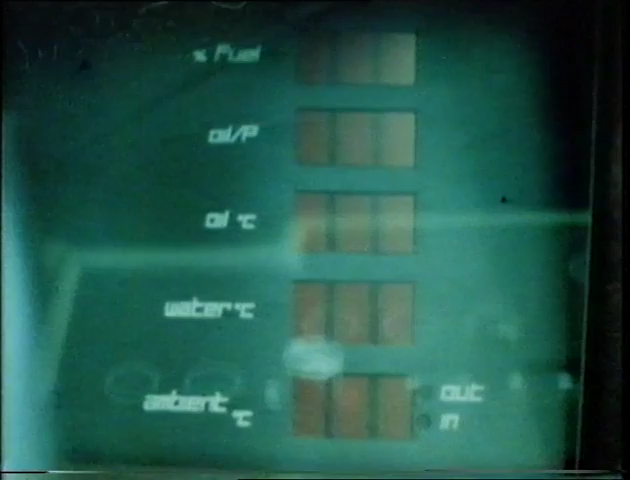 % Fuel
oil/P
oil °C
water °C
ambient °C
out
in